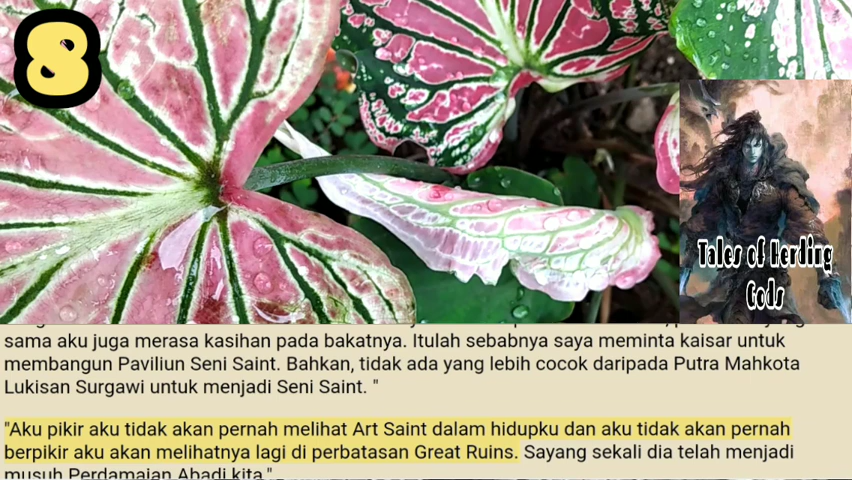 8
Tales of Herding
Gods
sama aku juga merasa kasihan pada bakatnya. Itulah sebabnya saya meminta kaisar untuk
membangun Paviliun Seni Saint. Bahkan, tidak ada yang lebih cocok daripada Putra Mahkota
Lukisan Surgawi untuk menjadi Seni Saint. "
"Aku pikir aku tidak akan pernah melihat Art Saint dalam hidupku dan aku tidak akan pernah
berpikir aku akan melihatnya lagi di perbatasan Great Ruins. Sayang sekali dia telah menjadi
musuh Perdamaian Abadi kita."